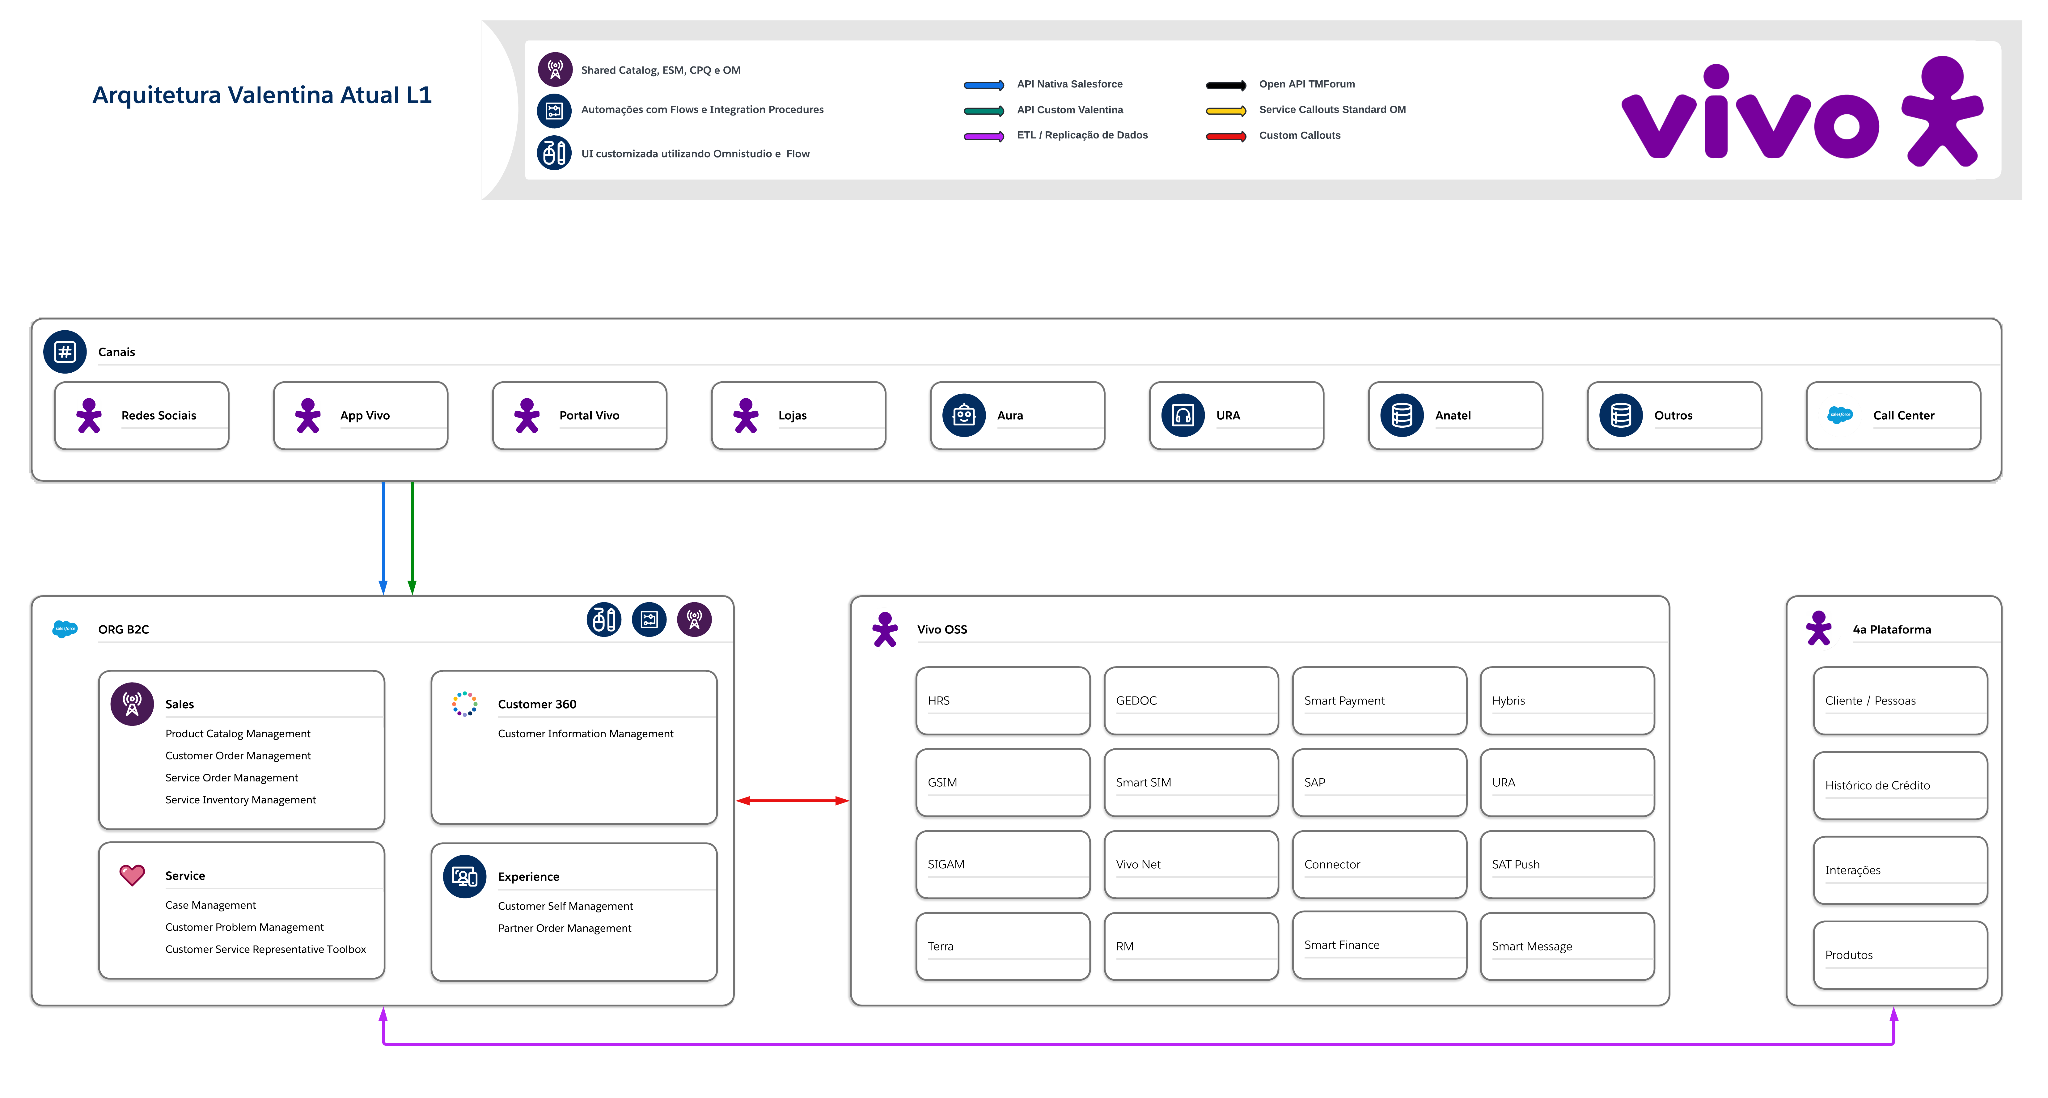 Arquitetura Valentina Atual L1
Shared Catalog, ESM, CPQ e OM
Automações com Flows e Integration Procedures
UI customizada utilizando Omnistudio e Flow
API Nativa Salesforce
API Custom Valentina
ETL / Replicação de Dados
Open API TMForum
Service Callouts Standard OM
Custom Callouts
vivo
Canais
Redes Sociais
App Vivo
Portal Vivo
Lojas
Aura
URA
Anatel
Outros
salesforce
Call Center
salesforce
ORG B2C
Sales
Product Catalog Management
Customer Order Management
Service Order Management
Service Inventory Management
Customer 360
Customer Information Management
Service
Case Management
Customer Problem Management
Customer Service Representative Toolbox
Experience
Customer Self Management
Partner Order Management
Vivo OSS
HRS
GEDOC
Smart Payment
Hybris
GSIM
Smart SIM
SAP
URA
SIGAM
Vivo Net
Connector
SAT Push
Terra
RM
Smart Finance
Smart Message
4a Plataforma
Cliente / Pessoas
Histórico de Crédito
Interações
Produtos